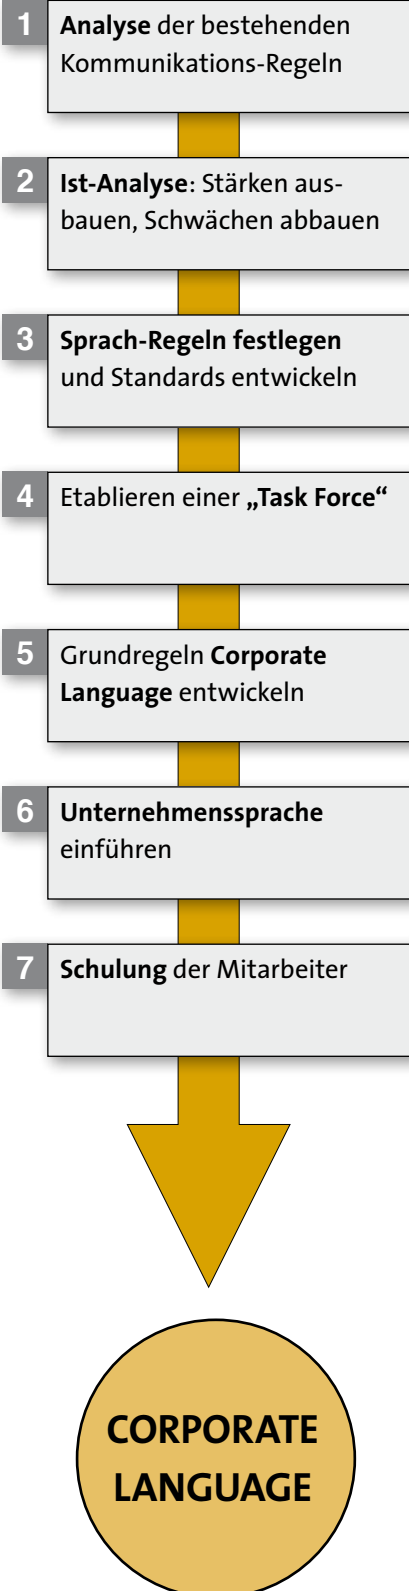 1
Analyse der bestehenden
Kommunikations-Regeln
2
Ist-Analyse: Stärken aus-
bauen, Schwächen abbauen
3
Sprach-Regeln festlegen
und Standards entwickeln
4
Etablieren einer „Task Force“
5
Grundregeln Corporate
Language entwickeln
6
Unternehmenssprache
einführen
7
Schulung der Mitarbeiter
CORPORATE
LANGUAGE